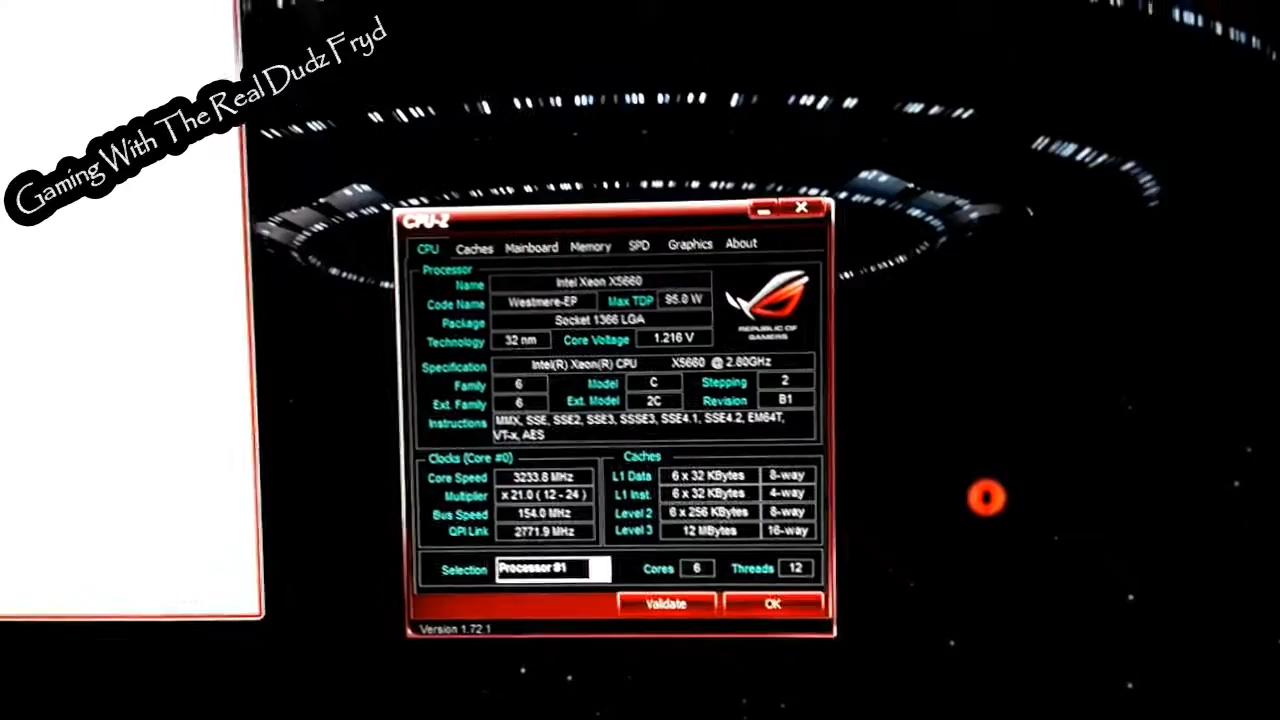 Gaming With The Real Dudz Fryd
CPU-Z
CPU Caches Mainboard Memory SPD Graphics About
Processor
Name Intel Xeon X5660
Code Name Westmere-EP Max TDP 95.0 W
Package Socket 1366 LGA
Technology 32 nm Core Voltage 1.216 V
REPUBLIC OF
GAMERS
Specification Intel(R) Xeon(R) CPU X5660 @ 2.80GHz
Family 6 Model C Stepping 2
Ext. Family 6 Ext. Model 2C Revision B1
Instructions MMX, SSE, SSE2, SSE3, SSSE3, SSE4.1, SSE4.2, EM64T,
VT-x, AES
Clocks (Core #0) Caches
Core Speed 3233.8 MHz L1 Data 6 x 32 KBytes 8-way
Multiplier x 21.0 ( 12 - 24 ) L1 Inst. 6 x 32 KBytes 4-way
Bus Speed 154.0 MHz Level 2 6 x 256 KBytes 8-way
QPI Link 2771.9 MHz Level 3 12 MBytes 16-way
Selection Processor #1 Cores 6 Threads 12
Validate OK
Version 1.72.1